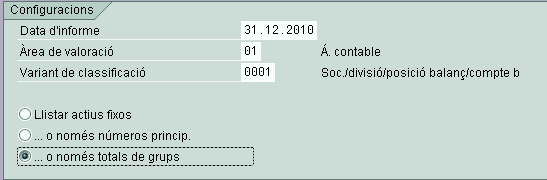 Configuracions
Data d'informe 31.12.2010
Àrea de valoració 01 Á. contable
Variant de classificació 0001 Soc./divisió/posició balanç/compte b
Llistar actius fixos
... o només números princip.
... o només totals de grups